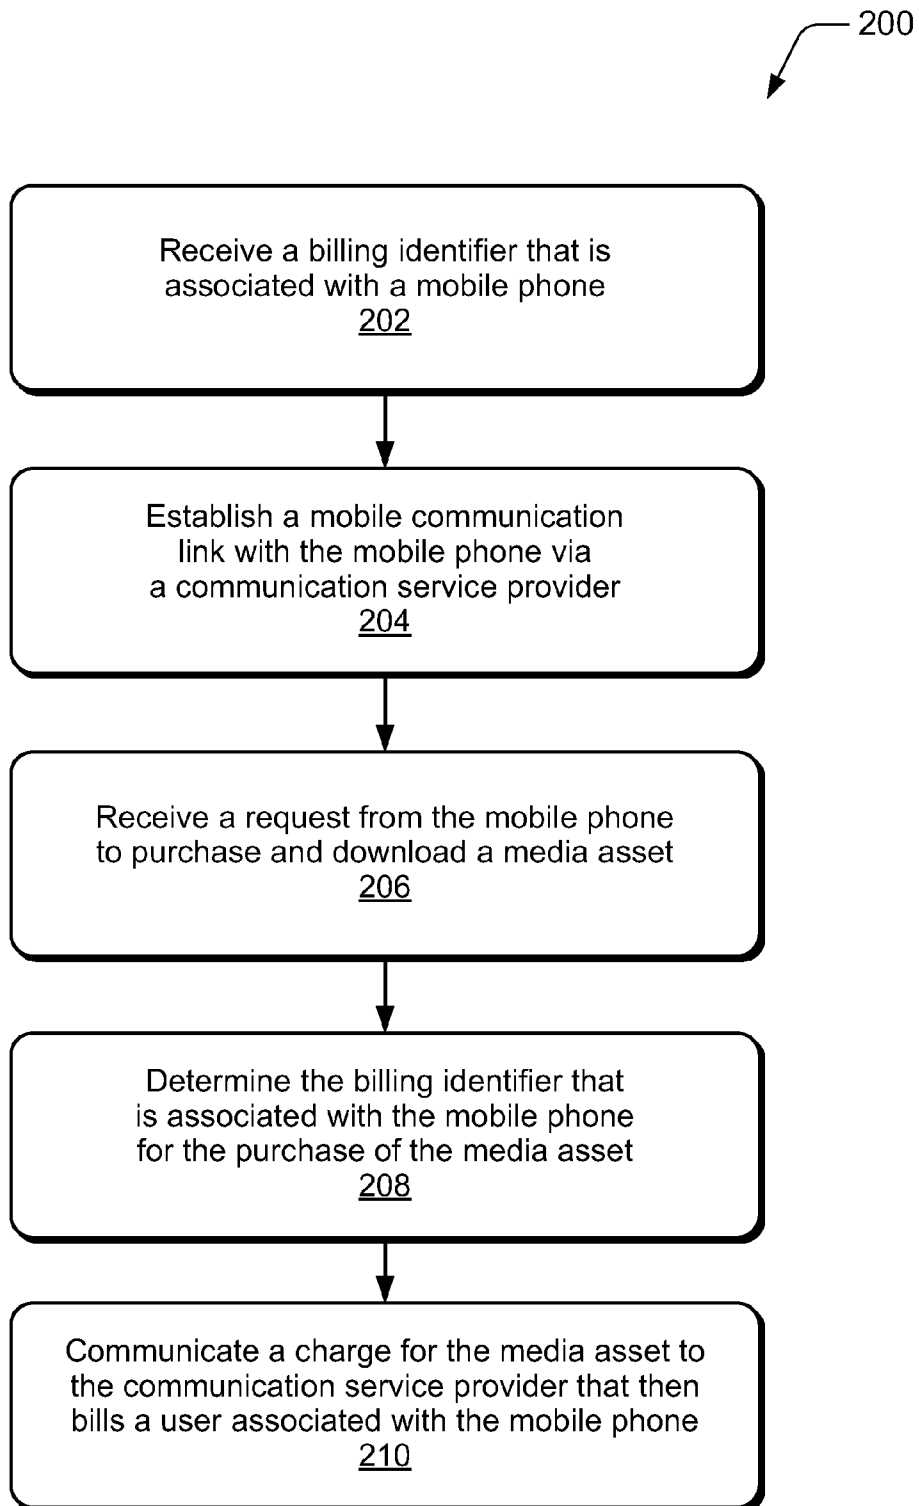 200
Receive a billing identifier that is
associated with a mobile phone
202
Establish a mobile communication
link with the mobile phone via
a communication service provider
204
Receive a request from the mobile phone
to purchase and download a media asset
206
Determine the billing identifier that
is associated with the mobile phone
for the purchase of the media asset
208
Communicate a charge for the media asset to
the communication service provider that then
bills a user associated with the mobile phone
210